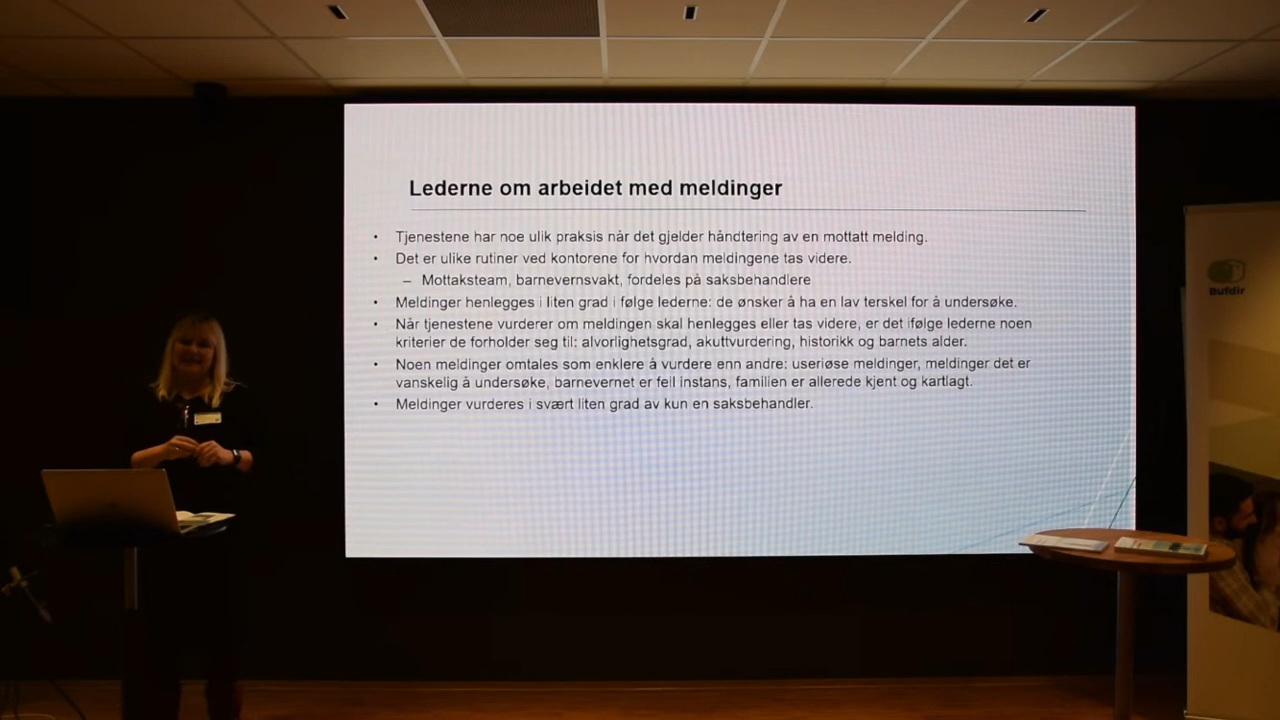 Lederne om arbeidet med meldinger
• Tjenestene har noe ulik praksis når det gjelder håndtering av en mottatt melding.
• Det er ulike rutiner ved kontorene for hvordan meldingene tas videre.
– Mottaksteam, barnevernsvakt, fordeles på saksbehandlere
• Meldinger henlegges i liten grad i følge lederne: de ønsker å ha en lav terskel for å undersøke.
• Når tjenestene vurderer om meldingen skal henlegges eller tas videre, er det ifølge lederne noen
kriterier de forholder seg til: alvorlighetsgrad, akuttvurdering, historikk og barnets alder.
• Noen meldinger omtales som enklere å vurdere enn andre: useriøse meldinger, meldinger det er
vanskelig å undersøke, barnevernet er feil instans, familien er allerede kjent og kartlagt.
• Meldinger vurderes i svært liten grad av kun en saksbehandler.
Bufdir